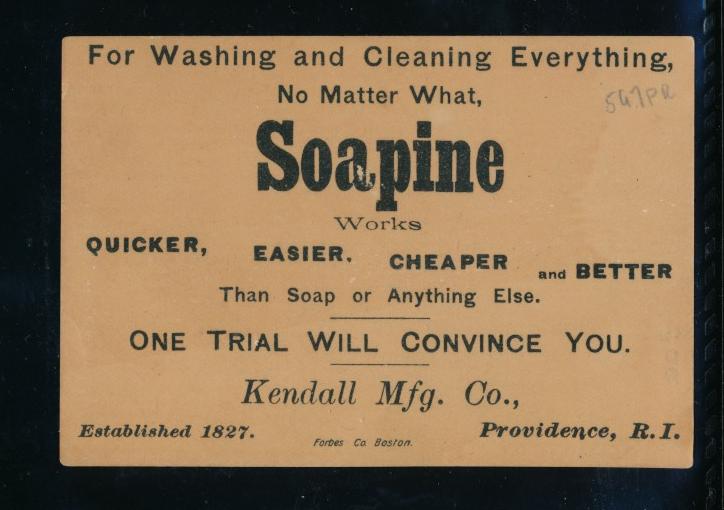 For Washing and Cleaning Everything,
No Matter What,
547PR
Soapine
Works
QUICKER, EASIER. CHEAPER and BETTER
Than Soap or Anything Else.
ONE TRIAL WILL CONVINCE YOU.
Kendall Mfg. Co.,
Established 1827. Providence, R.I.
Forbes Co. Boston.